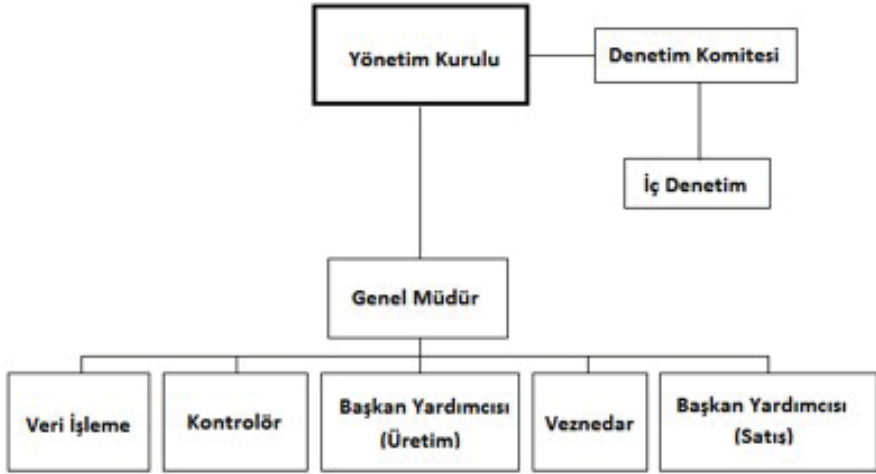 Yönetim Kurulu
Denetim Komitesi
İç Denetim
Genel Müdür
Veri İşleme
Kontrolör
Başkan Yardımcısı
(Üretim)
Veznedar
Başkan Yardımcısı
(Satış)